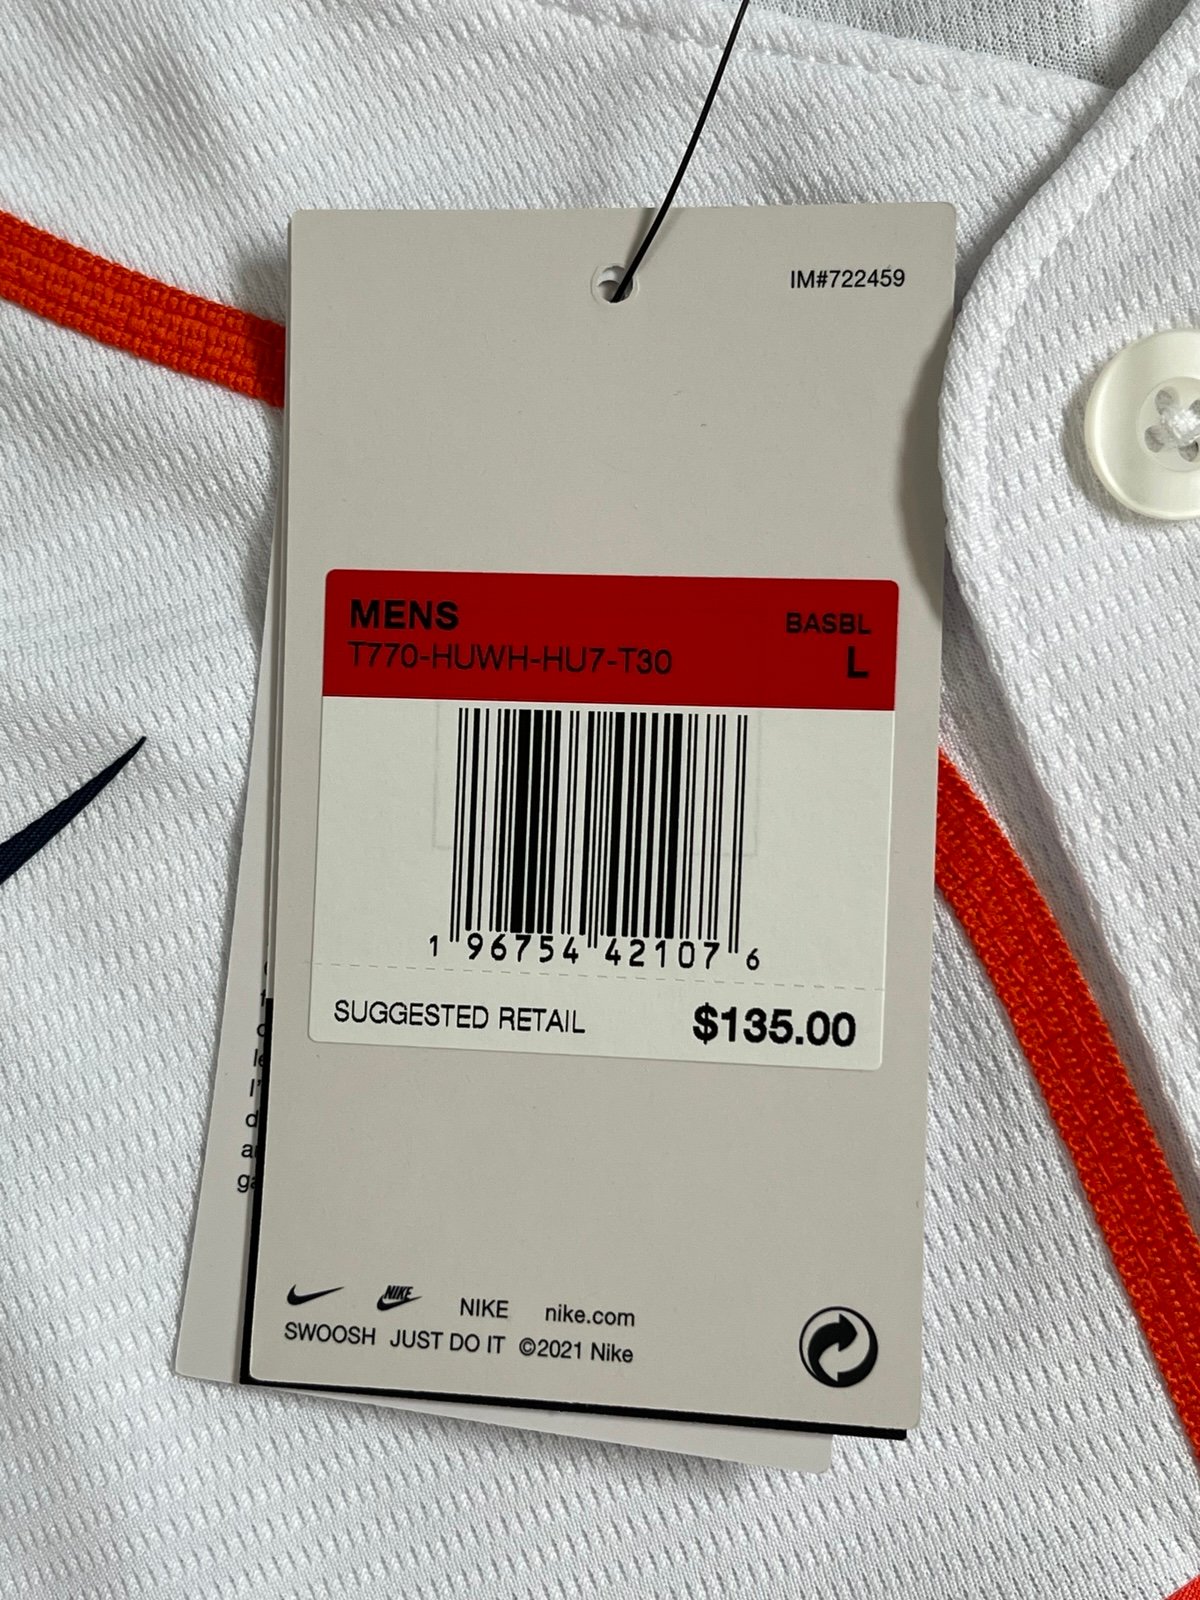 IM#722459
MENS BASBL
T770-HUWH-HU7-T30 L
1 96754 42107 6
SUGGESTED RETAIL $135.00
NIKE NIKE nike.com
SWOOSH JUST DO IT ©2021 Nike